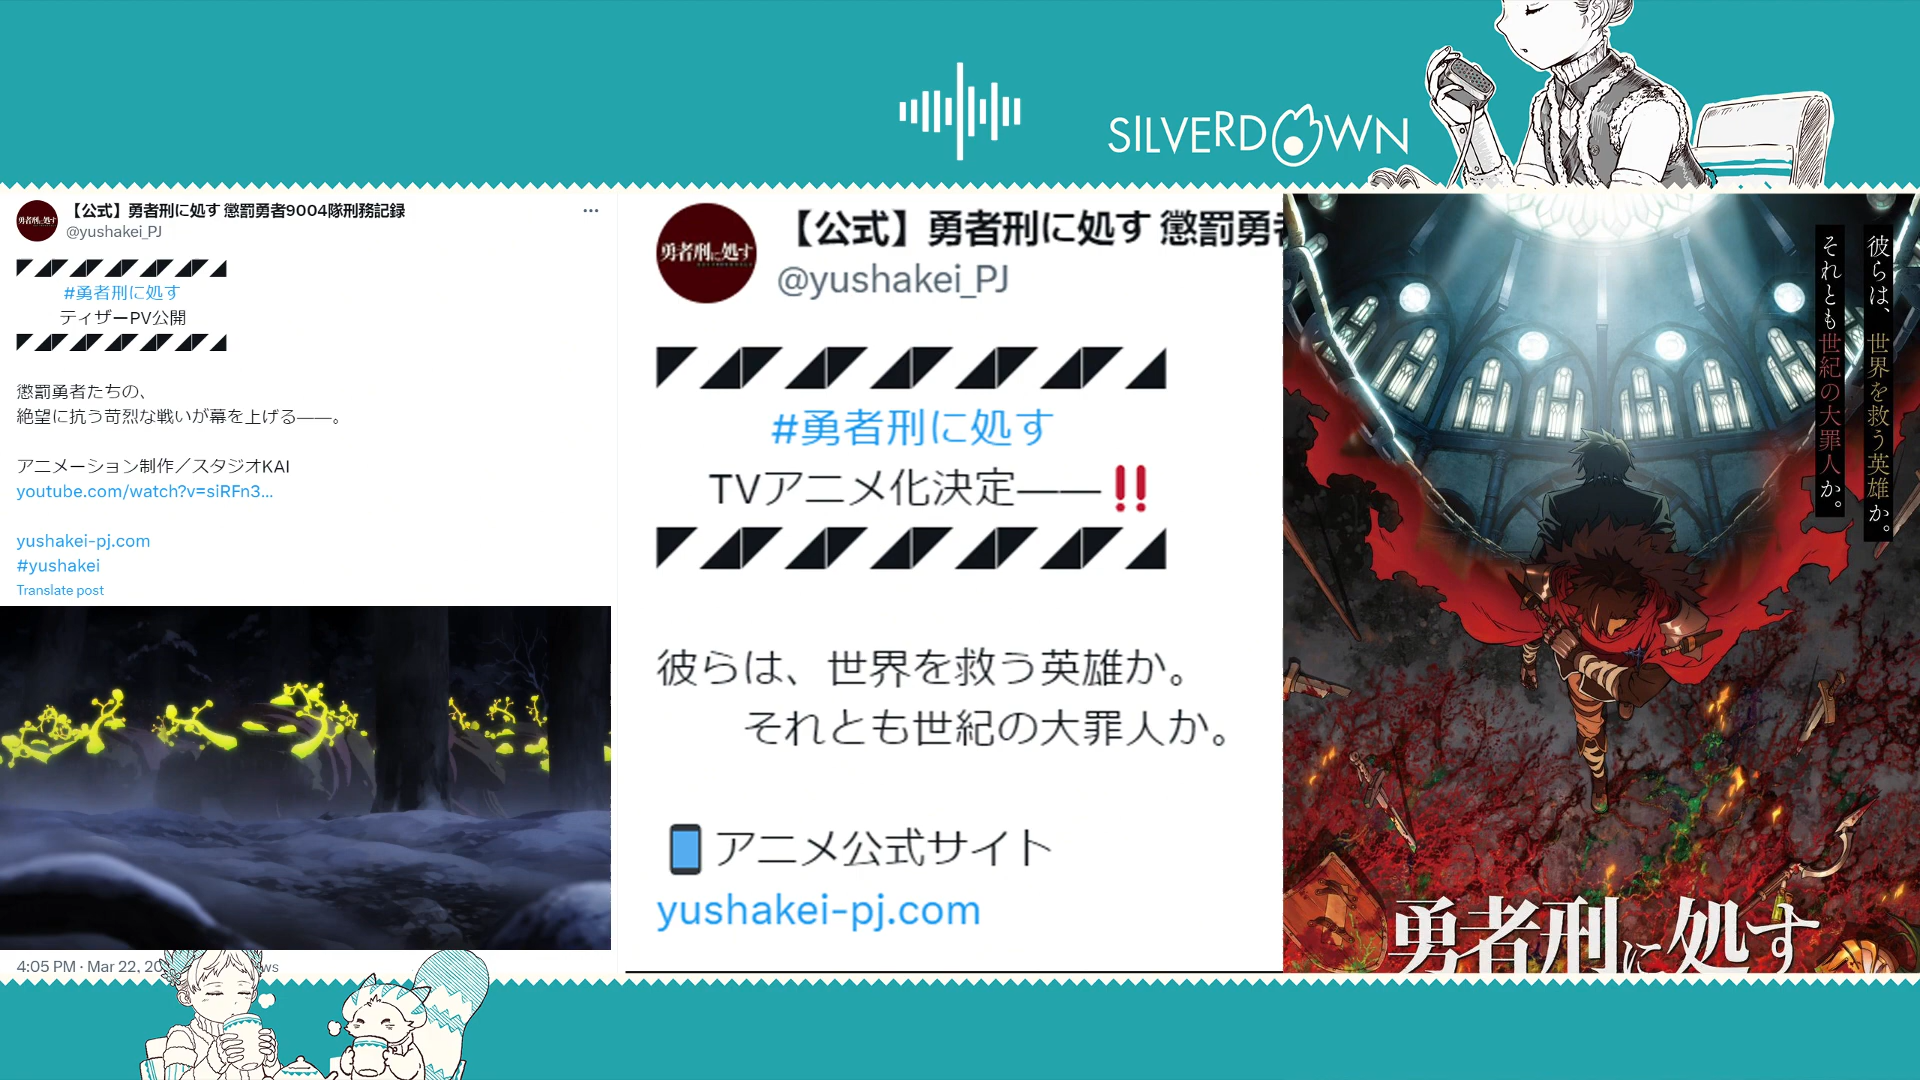 SILVERDOWN
【公式】勇者刑に処す 懲罰勇者9004隊刑務記録
@yushakei_PJ
#勇者刑に処す
ティザーPV公開
懲罰勇者たちの、
絶望に抗う苛烈な戦いが幕を上げる――。
アニメーション制作／スタジオKAI
youtube.com/watch?v=siRFn3…
yushakei-pj.com
#yushakei
Translate post
4:05 PM · Mar 22, 20
ws
勇者刑に処す
【公式】勇者刑に処す 懲罰勇
@yushakei_PJ
#勇者刑に処す
TVアニメ化決定――‼
彼らは、世界を救う英雄か。
それとも世紀の大罪人か。
アニメ公式サイト
yushakei-pj.com
彼らは、世界を救う英雄か。
それとも世紀の大罪人か。
勇者刑に処す